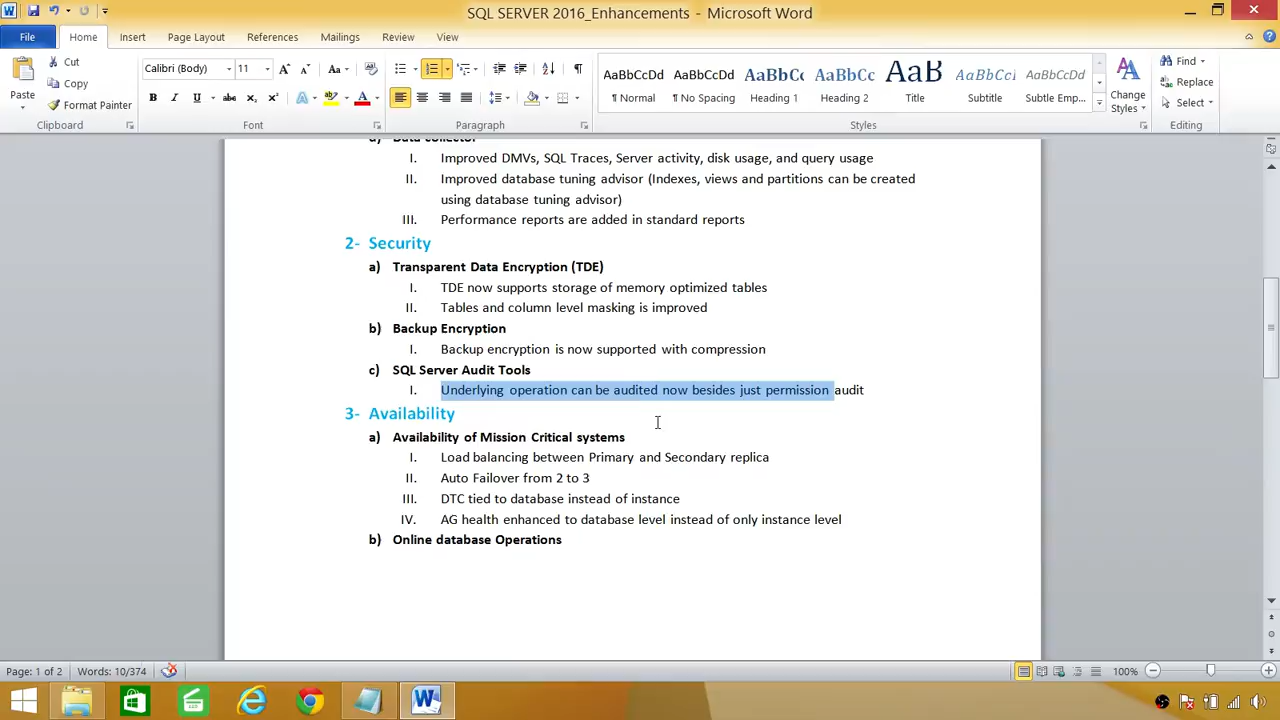 SQL SERVER 2016_Enhancements - Microsoft Word
File Home Insert Page Layout References Mailings Review View
Paste
Cut
Copy
Format Painter
Clipboard
Calibri (Body) 11
Font
Paragraph
AaBbCcDd AaBbCcDd AaBbCc AaBbCc AaB AaBbCcDd AaBbCcDd
¶ Normal ¶ No Spacing Heading 1 Heading 2 Title Subtitle Subtle Emp...
Styles
Change Styles
Find
Replace
Select
Editing
d) Data collector
I. Improved DMVs, SQL Traces, Server activity, disk usage, and query usage
II. Improved database tuning advisor (Indexes, views and partitions can be created
using database tuning advisor)
III. Performance reports are added in standard reports
2- Security
a) Transparent Data Encryption (TDE)
I. TDE now supports storage of memory optimized tables
II. Tables and column level masking is improved
b) Backup Encryption
I. Backup encryption is now supported with compression
c) SQL Server Audit Tools
I. Underlying operation can be audited now besides just permission audit
3- Availability
a) Availability of Mission Critical systems
I. Load balancing between Primary and Secondary replica
II. Auto Failover from 2 to 3
III. DTC tied to database instead of instance
IV. AG health enhanced to database level instead of only instance level
b) Online database Operations
Page: 1 of 2 Words: 10/374 100%